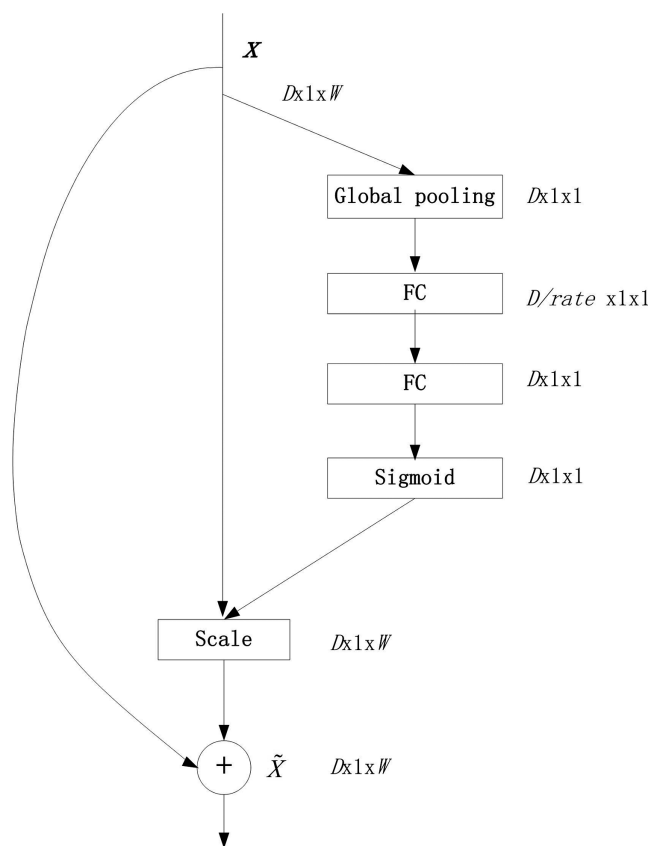 X
Dx1xW
Global pooling Dx1x1
FC D/rate x1x1
FC Dx1x1
Sigmoid Dx1x1
Scale Dx1xW
+ X̃ Dx1xW